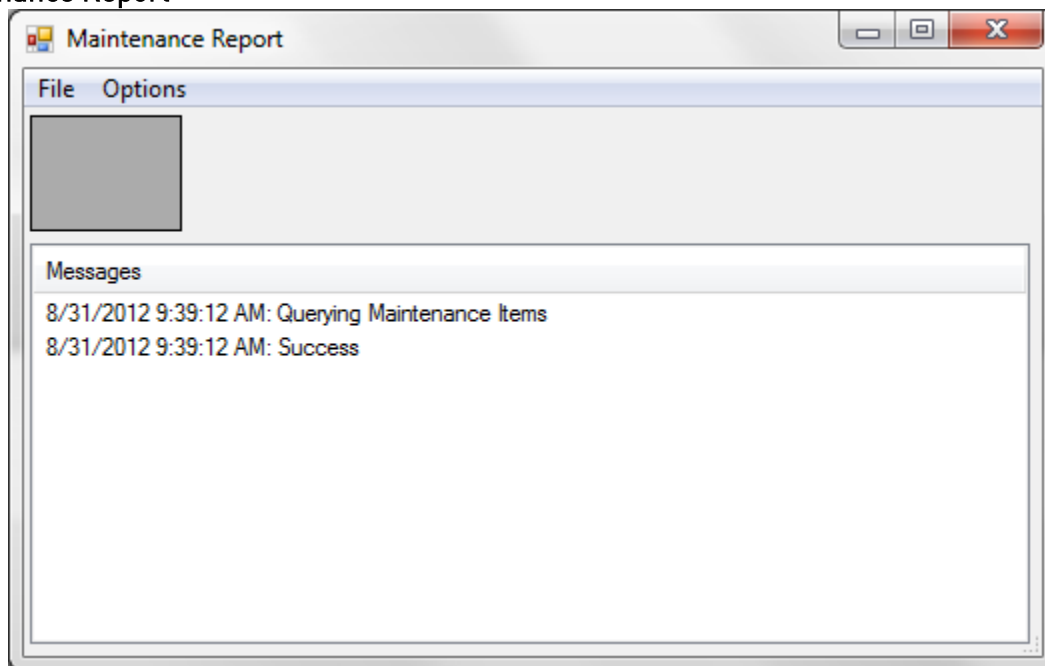 Maintenance Report
File Options
Messages
8/31/2012 9:39:12 AM: Querying Maintenance Items
8/31/2012 9:39:12 AM: Success